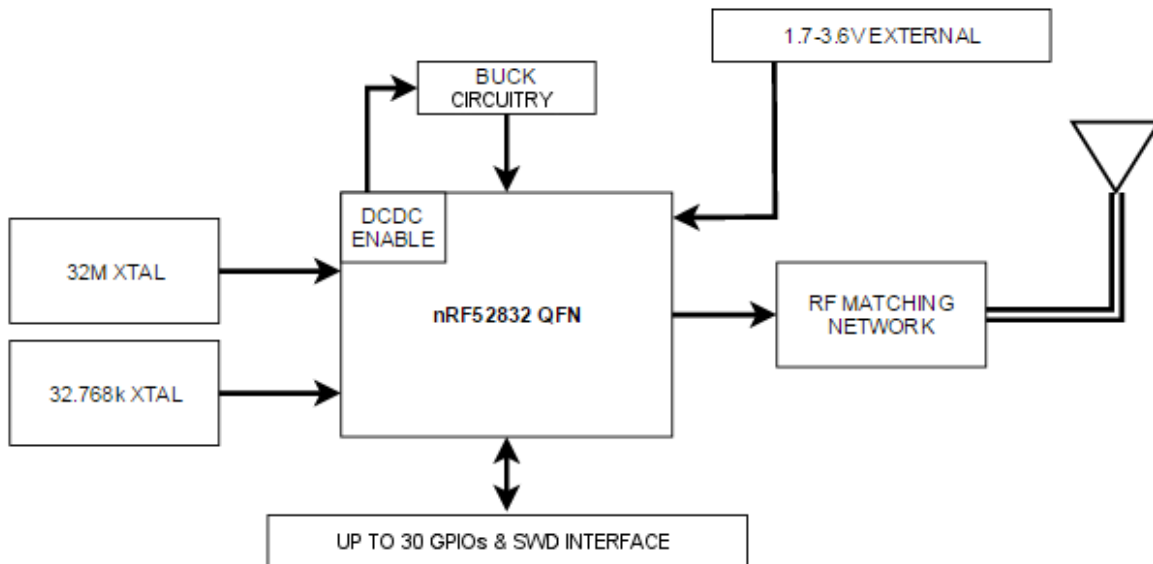 1.7-3.6V EXTERNAL
BUCK
CIRCUITRY
DCDC
ENABLE
32M XTAL
nRF52832 QFN
RF MATCHING
NETWORK
32.768k XTAL
UP TO 30 GPIOs & SWD INTERFACE